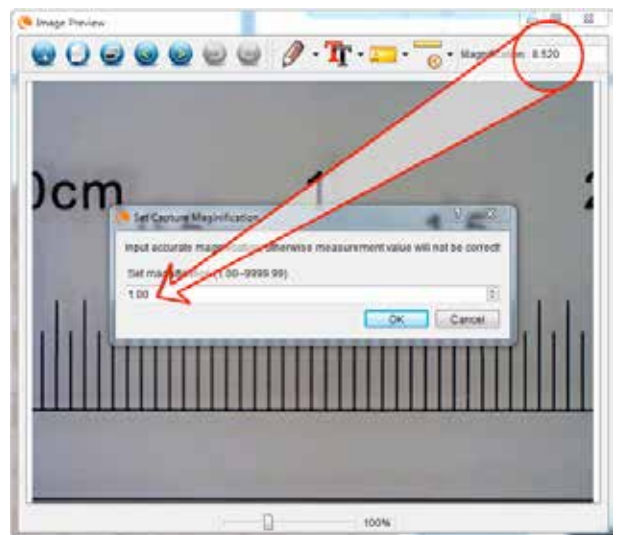 Image Preview
Magnification 8.520
0cm 1 2
Set Capture Maginification
Input accurate magnification, otherwise measurement value will not be correct!
Set magnification (1.00~9999.99)
1.00
OK Cancel
100%